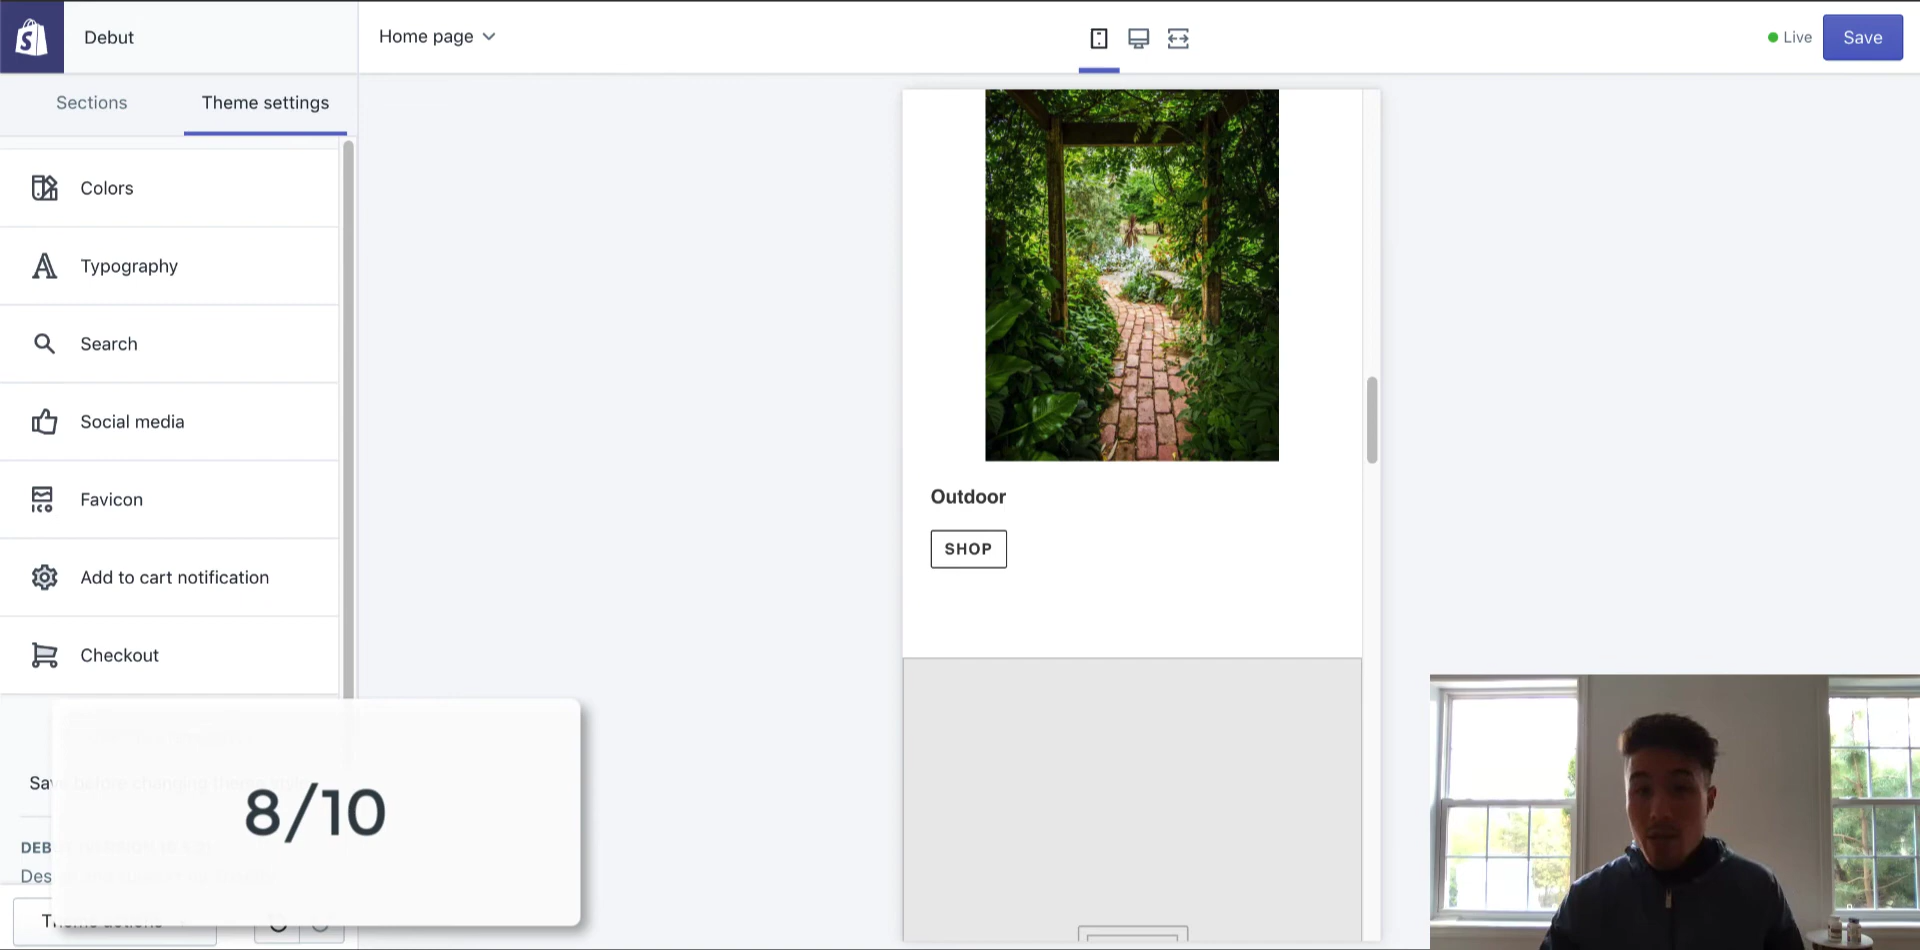 Debut
Home page
Live
Save
Sections
Theme settings
Colors
Typography
Search
Social media
Favicon
ICO
Add to cart notification
Checkout
8/10
Outdoor
SHOP